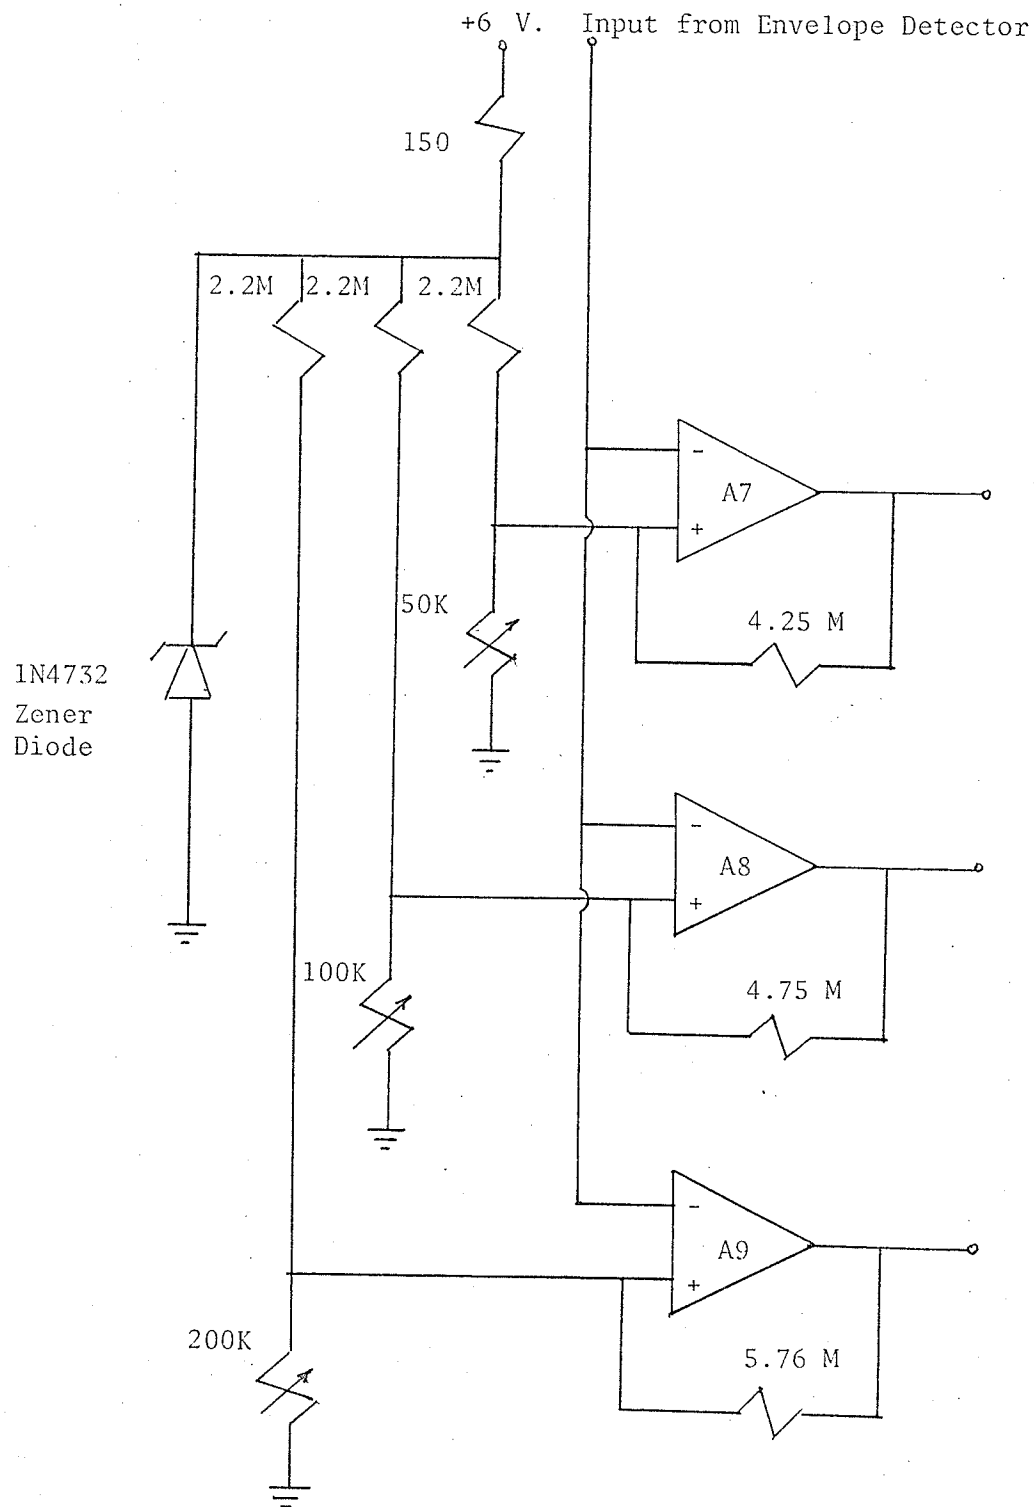 +6 V. Input from Envelope Detector
150
2.2M 2.2M 2.2M
-
A7
+
50K
4.25 M
1N4732
Zener
Diode
-
A8
+
100K
4.75 M
-
A9
+
200K
5.76 M